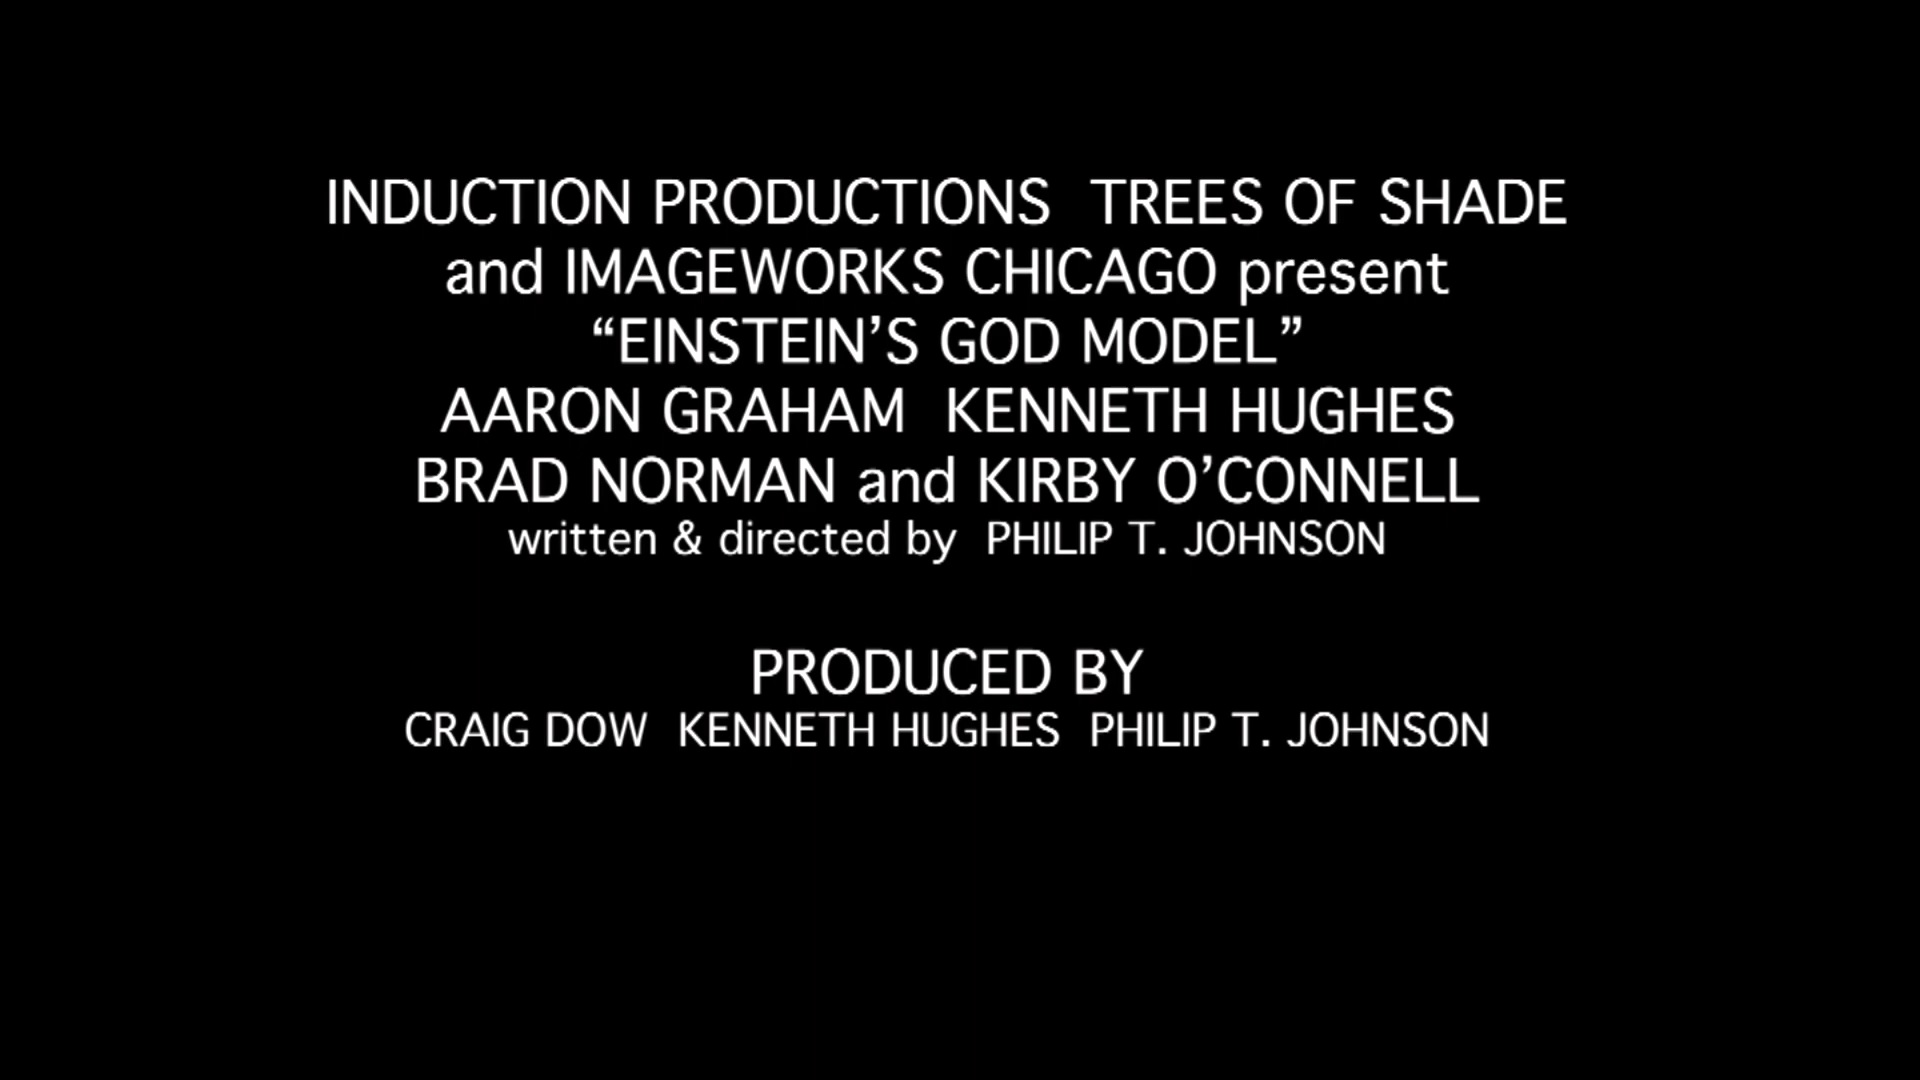 INDUCTION PRODUCTIONS  TREES OF SHADE
and IMAGEWORKS CHICAGO present
“EINSTEIN’S GOD MODEL”
AARON GRAHAM  KENNETH HUGHES
BRAD NORMAN and KIRBY O’CONNELL
written & directed by  PHILIP T. JOHNSON
PRODUCED BY
CRAIG DOW  KENNETH HUGHES  PHILIP T. JOHNSON